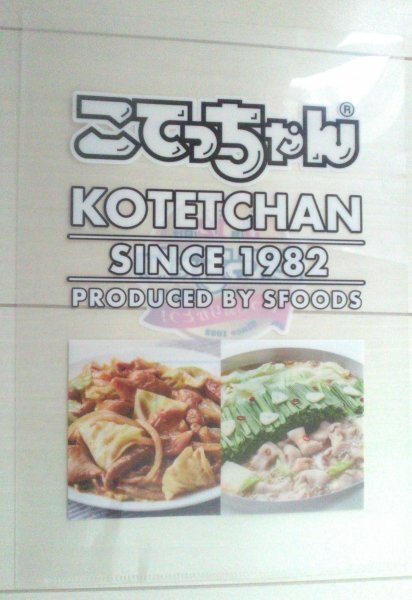 こてっちゃん®
KOTETCHAN
SINCE 1982
PRODUCED BY SFOODS